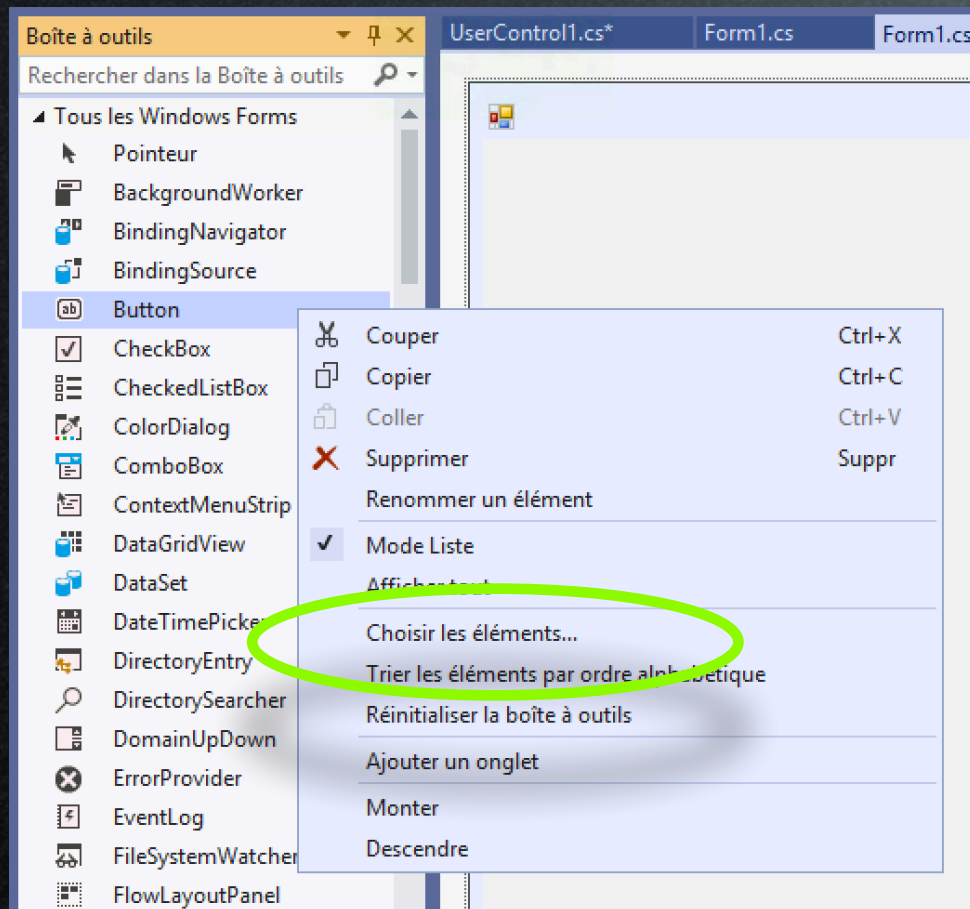 Boîte à outils
UserControl1.cs*
Form1.cs
Form1.cs
Rechercher dans la Boîte à outils
Tous les Windows Forms
Pointeur
BackgroundWorker
BindingNavigator
BindingSource
Button
CheckBox
CheckedListBox
ColorDialog
ComboBox
ContextMenuStrip
DataGridView
DataSet
DateTimePicker
DirectoryEntry
DirectorySearcher
DomainUpDown
ErrorProvider
EventLog
FileSystemWatcher
FlowLayoutPanel
Couper Ctrl+X
Copier Ctrl+C
Coller Ctrl+V
Supprimer Suppr
Renommer un élément
Mode Liste
Afficher tout
Choisir les éléments...
Trier les éléments par ordre alphabétique
Réinitialiser la boîte à outils
Ajouter un onglet
Monter
Descendre